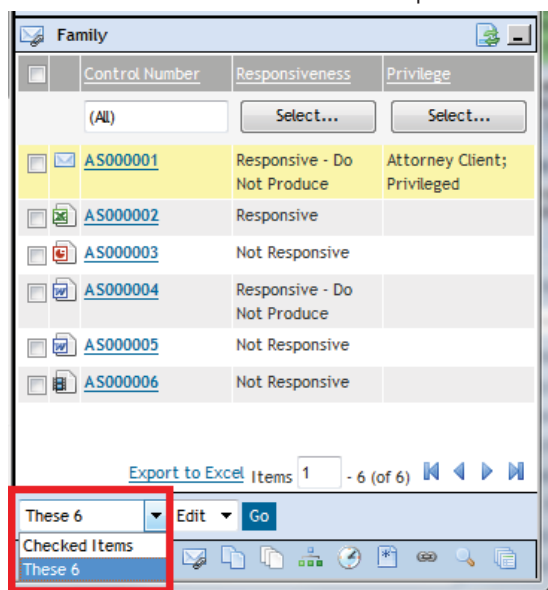 Family
Control Number Responsiveness Privilege
(All) Select... Select...
AS000001 Responsive - Do Attorney Client;
Not Produce Privileged
AS000002 Responsive
AS000003 Not Responsive
AS000004 Responsive - Do
Not Produce
AS000005 Not Responsive
AS000006 Not Responsive
Export to Excel Items 1 - 6 (of 6)
These 6 Edit Go
Checked Items
These 6